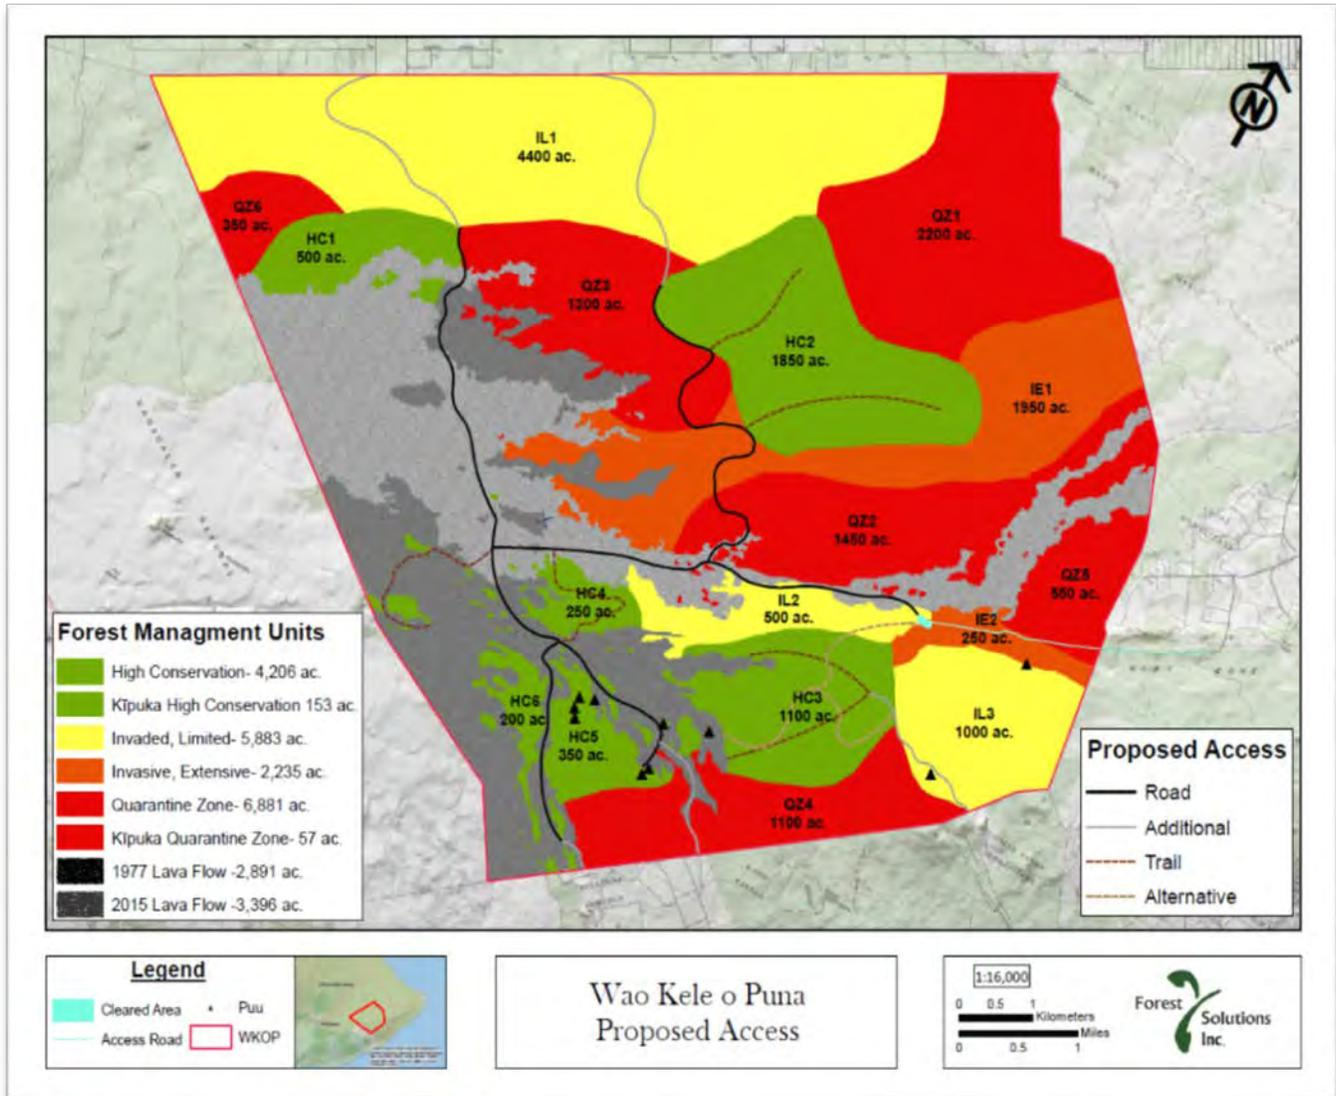 N
IL1
4400 ac.
QZ6
350 ac.
HC1
500 ac.
QZ1
2200 ac.
QZ3
1300 ac.
HC2
1850 ac.
IE1
1950 ac.
QZ2
1450 ac.
QZ5
550 ac.
HC4
250 ac.
IL2
500 ac.
IE2
250 ac.
HC6
200 ac
HC5
350 ac.
HC3
1100 ac.
IL3
1000 ac.
QZ4
1100 ac.
Forest Managment Units
High Conservation- 4,206 ac.
Kīpuka High Conservation 153 ac.
Invaded, Limited- 5,883 ac.
Invasive, Extensive- 2,235 ac.
Quarantine Zone- 6,881 ac.
Kīpuka Quarantine Zone- 57 ac.
1977 Lava Flow -2,891 ac.
2015 Lava Flow -3,396 ac.
Proposed Access
Road
Additional
Trail
Alternative
Legend
Cleared Area
Puu
Access Road
WKOP
Wao Kele o Puna
Proposed Access
1:16,000
0 0.5 1
Kilometers
Miles
0 0.5 1
Forest
Solutions
Inc.